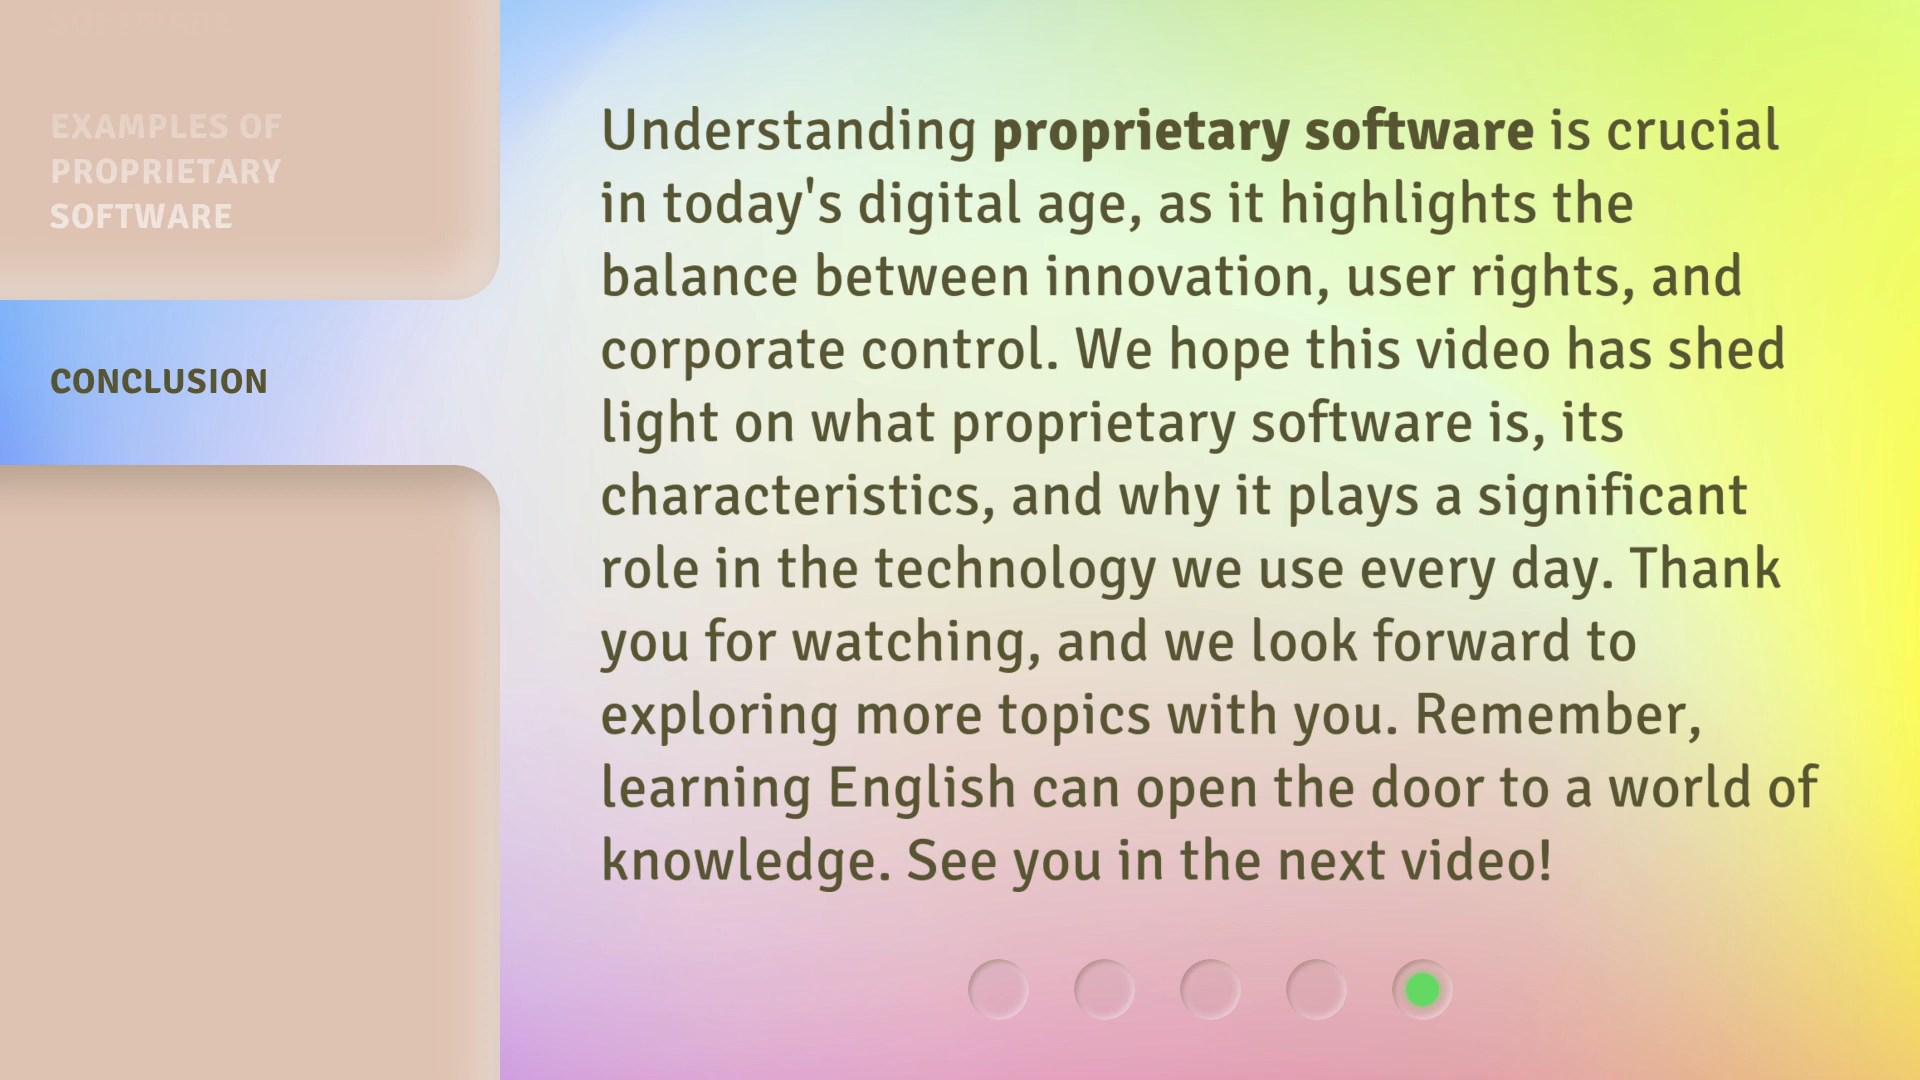 EXAMPLES OF
PROPRIETARY
SOFTWARE
CONCLUSION
Understanding proprietary software is crucial
in today's digital age, as it highlights the
balance between innovation, user rights, and
corporate control. We hope this video has shed
light on what proprietary software is, its
characteristics, and why it plays a significant
role in the technology we use every day. Thank
you for watching, and we look forward to
exploring more topics with you. Remember,
learning English can open the door to a world of
knowledge. See you in the next video!